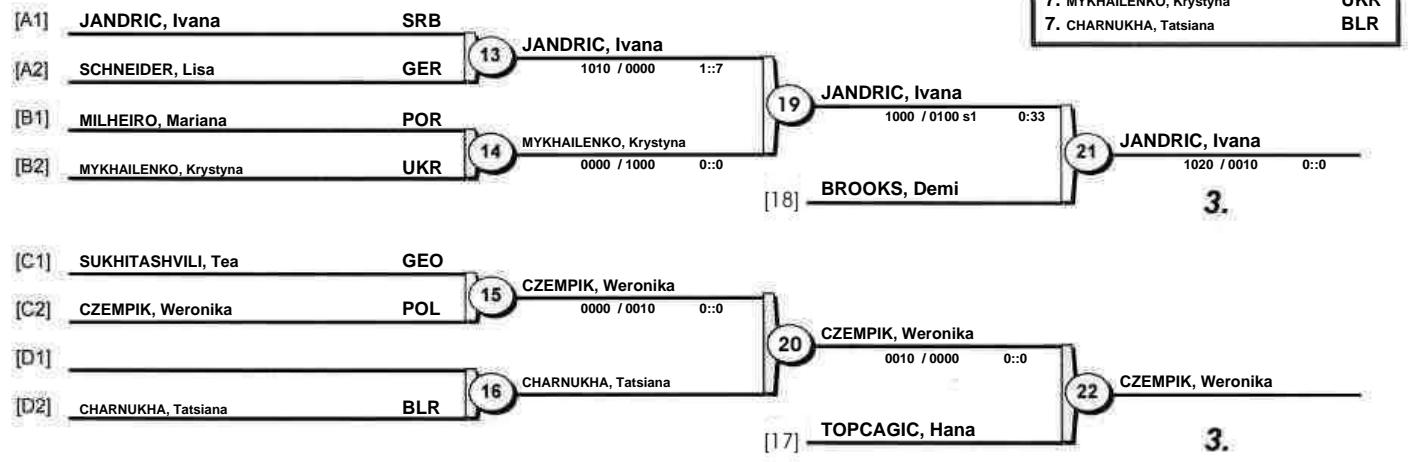 7. MYKHAILENKO, Krystyna UKR
7. CHARNUKHA, Tatsiana BLR
[A1] JANDRIC, Ivana SRB
13 JANDRIC, Ivana
1010 / 0000 1::7
[A2] SCHNEIDER, Lisa GER
19 JANDRIC, Ivana
1000 / 0100 s1 0:33
[B1] MILHEIRO, Mariana POR
14 MYKHAILENKO, Krystyna
0000 / 1000 0::0
[B2] MYKHAILENKO, Krystyna UKR
21 JANDRIC, Ivana
1020 / 0010 0::0
[18] BROOKS, Demi
3.
[C1] SUKHITASHVILI, Tea GEO
15 CZEMPIK, Weronika
0000 / 0010 0::0
[C2] CZEMPIK, Weronika POL
20 CZEMPIK, Weronika
0010 / 0000 0::0
[D1]
16 CHARNUKHA, Tatsiana
[D2] CHARNUKHA, Tatsiana BLR
22 CZEMPIK, Weronika
[17] TOPCAGIC, Hana
3.